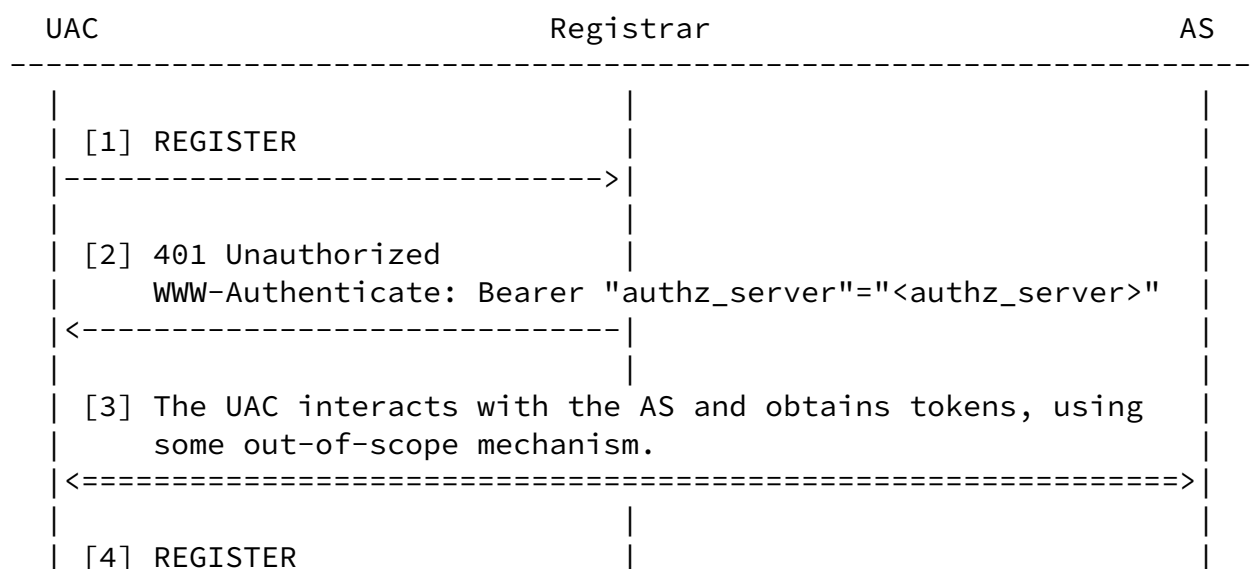 UAC Registrar AS
[1] REGISTER
[2] 401 Unauthorized
WWW-Authenticate: Bearer "authz_server"="<authz_server>"
[3] The UAC interacts with the AS and obtains tokens, using
some out-of-scope mechanism.
[4] REGISTER